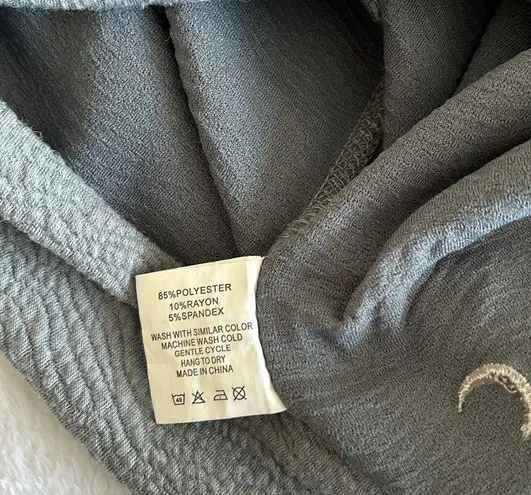 85%POLYESTER
10%RAYON
5%SPANDEX
WASH WITH SIMILAR COLOR
MACHINE WASH COLD
GENTLE CYCLE
HANG TO DRY
MADE IN CHINA
40